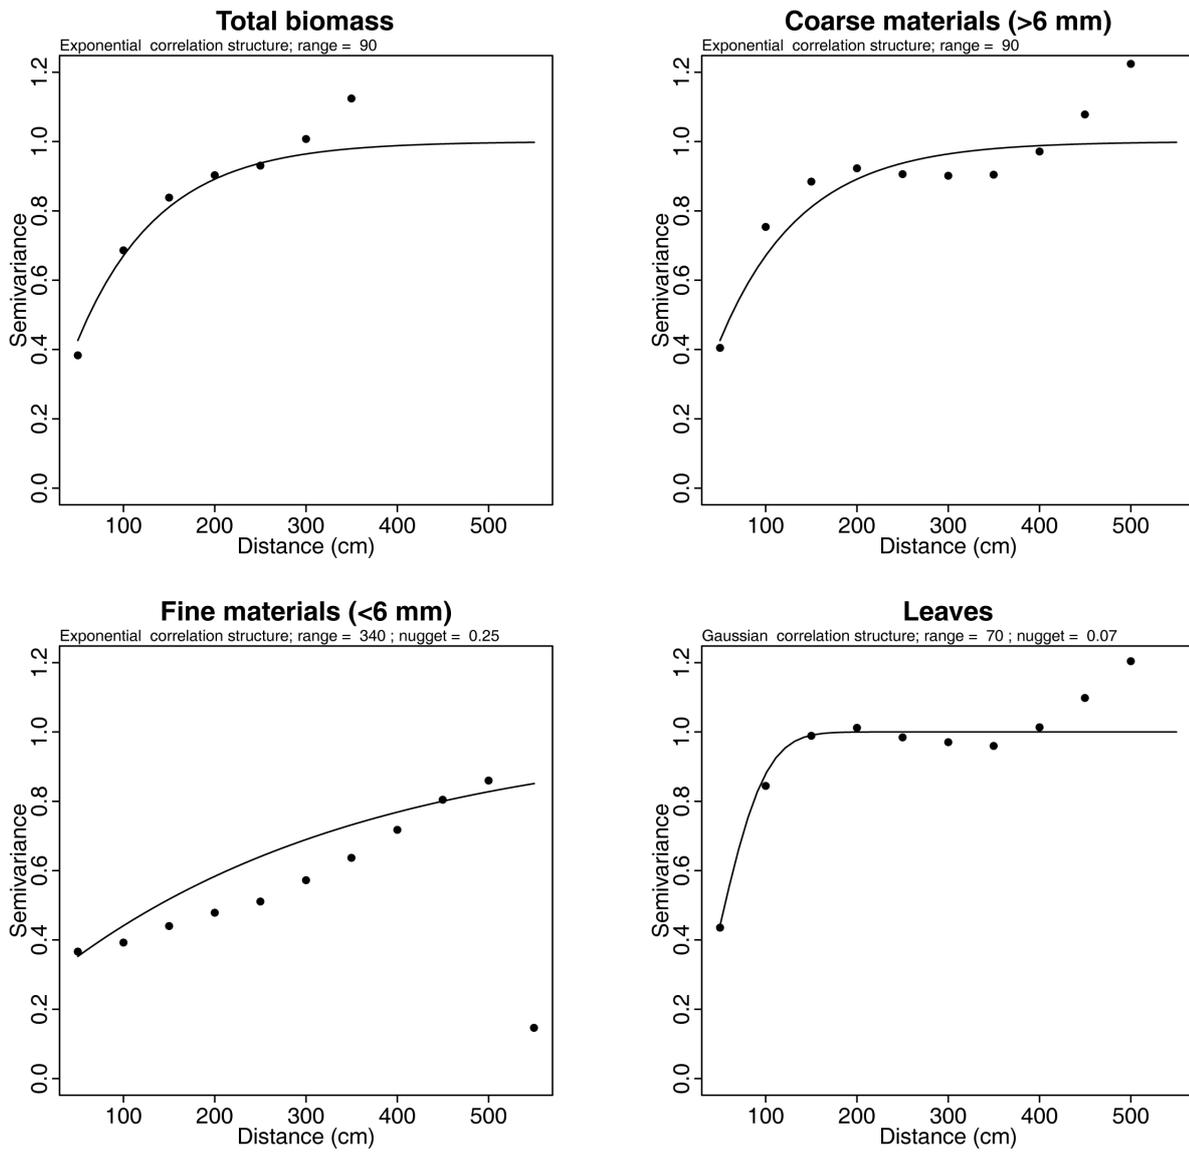 Total biomass
Exponential correlation structure; range = 90
Semivariance
1.2
1.0
0.8
0.6
0.4
0.2
0.0
100 200 300 400 500
Distance (cm)
Coarse materials (>6 mm)
Exponential correlation structure; range = 90
Semivariance
1.2
1.0
0.8
0.6
0.4
0.2
0.0
100 200 300 400 500
Distance (cm)
Fine materials (<6 mm)
Exponential correlation structure; range = 340 ; nugget = 0.25
Semivariance
1.2
1.0
0.8
0.6
0.4
0.2
0.0
100 200 300 400 500
Distance (cm)
Leaves
Gaussian correlation structure; range = 70 ; nugget = 0.07
Semivariance
1.2
1.0
0.8
0.6
0.4
0.2
0.0
100 200 300 400 500
Distance (cm)